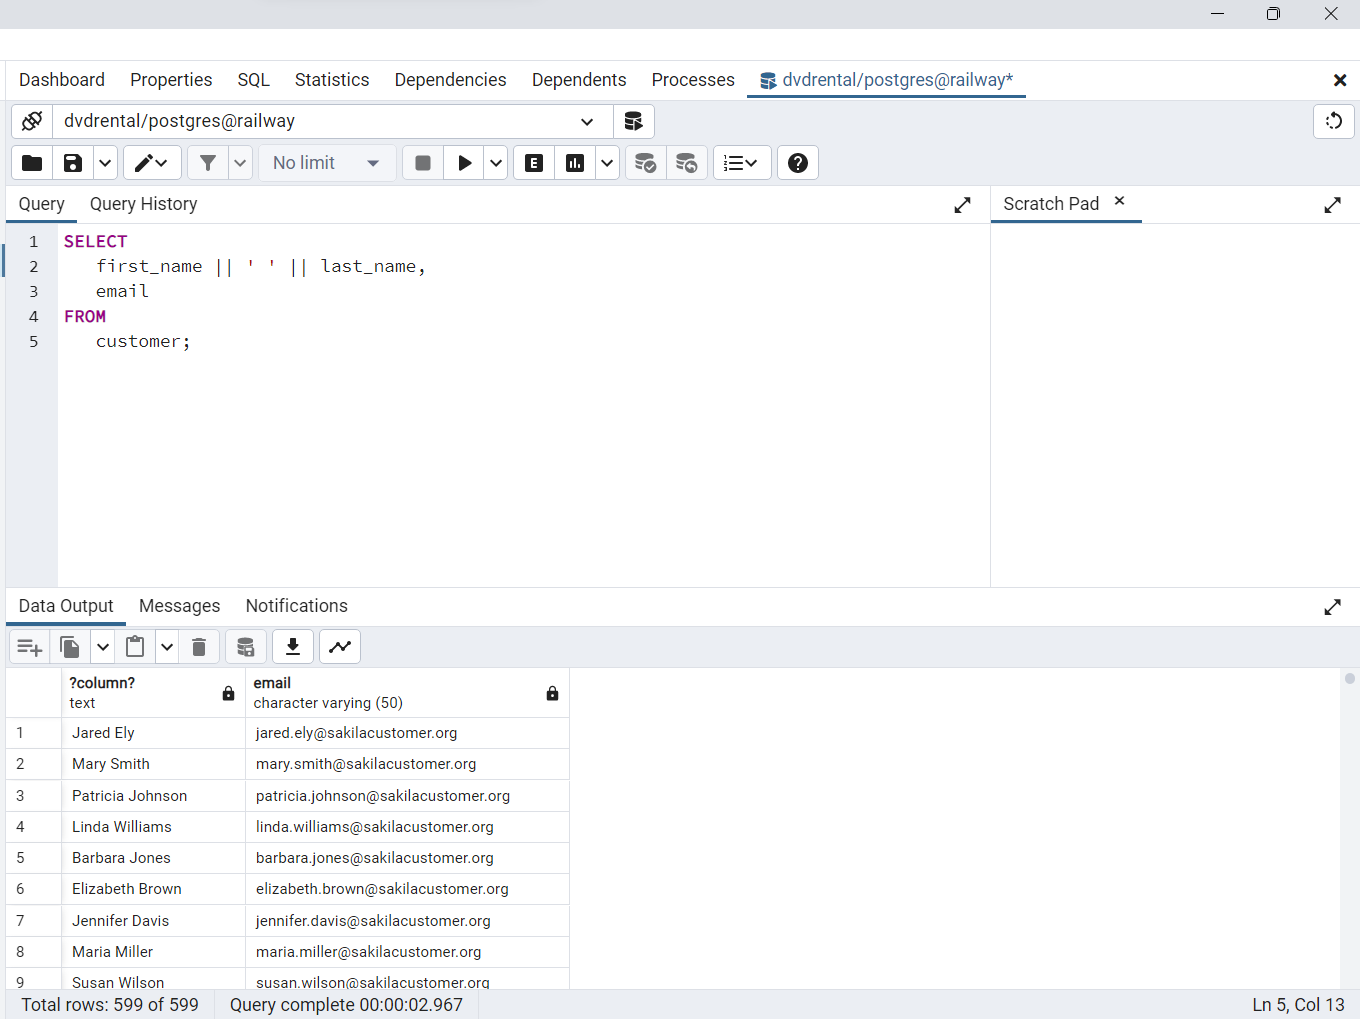 Dashboard Properties SQL Statistics Dependencies Dependents Processes dvdrental/postgres@railway*
dvdrental/postgres@railway
No limit E
Query Query History Scratch Pad
1 SELECT
2 first_name || ' ' || last_name,
3 email
4 FROM
5 customer;
Data Output Messages Notifications
?column? email
text character varying (50)
1 Jared Ely jared.ely@sakilacustomer.org
2 Mary Smith mary.smith@sakilacustomer.org
3 Patricia Johnson patricia.johnson@sakilacustomer.org
4 Linda Williams linda.williams@sakilacustomer.org
5 Barbara Jones barbara.jones@sakilacustomer.org
6 Elizabeth Brown elizabeth.brown@sakilacustomer.org
7 Jennifer Davis jennifer.davis@sakilacustomer.org
8 Maria Miller maria.miller@sakilacustomer.org
9 Susan Wilson susan.wilson@sakilacustomer.org
Total rows: 599 of 599 Query complete 00:00:02.967 Ln 5, Col 13